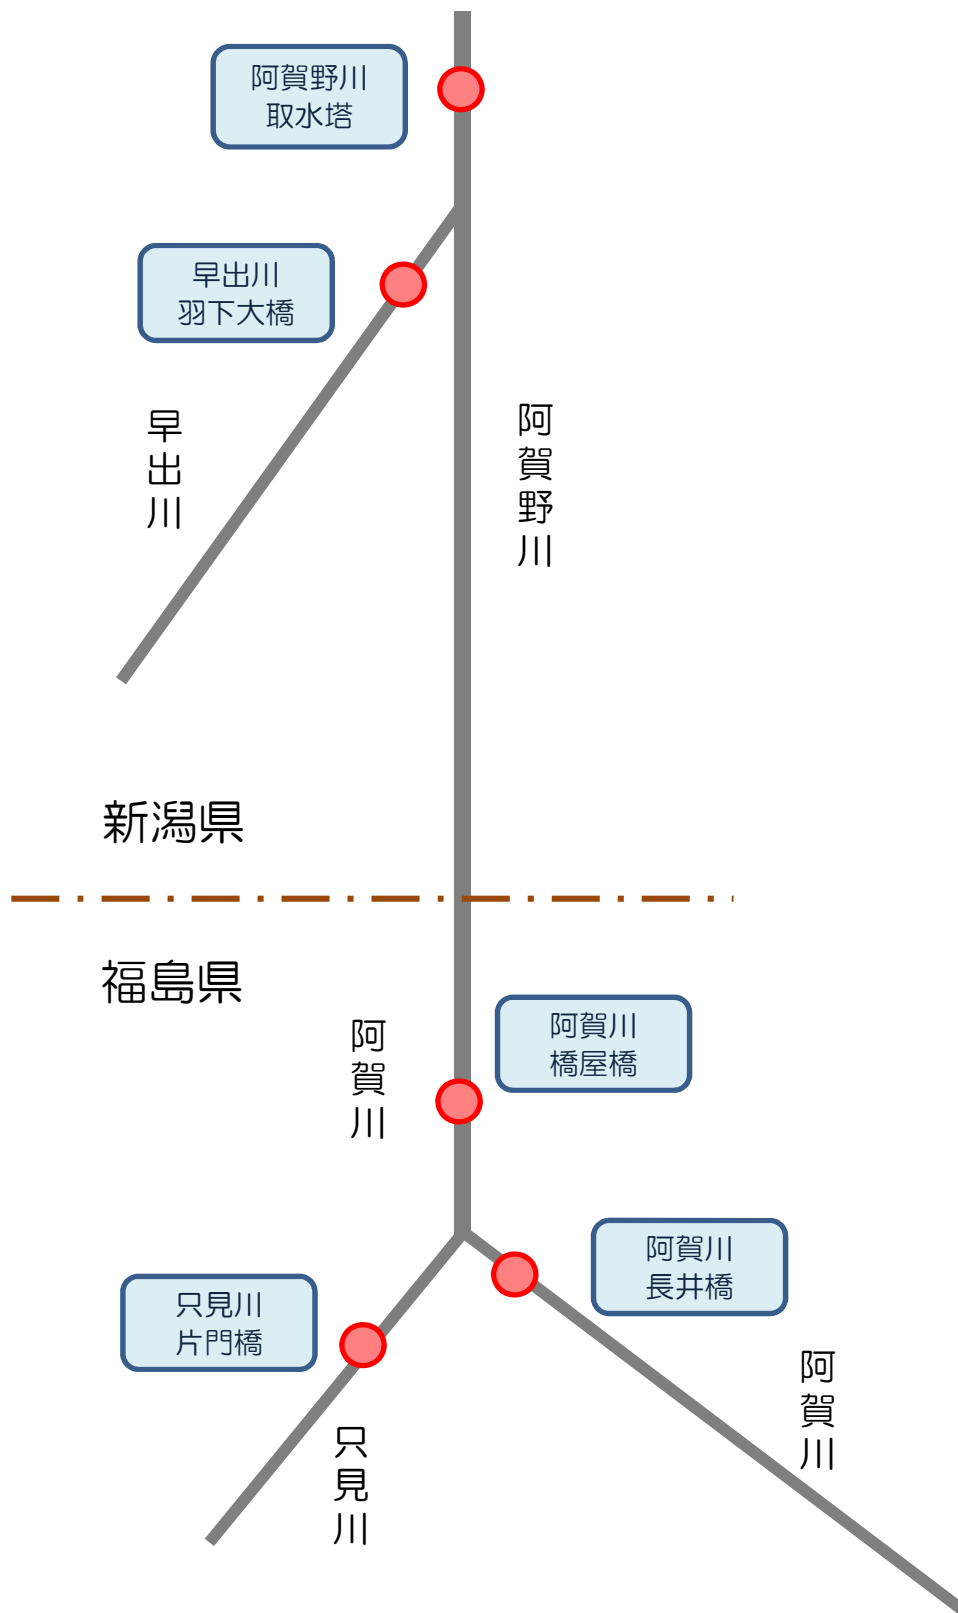 阿賀野川
取水塔
早出川
羽下大橋
早出川
阿賀野川
新潟県
福島県
阿賀川
橋屋橋
阿賀川
阿賀川
長井橋
只見川
片門橋
阿賀川
只見川